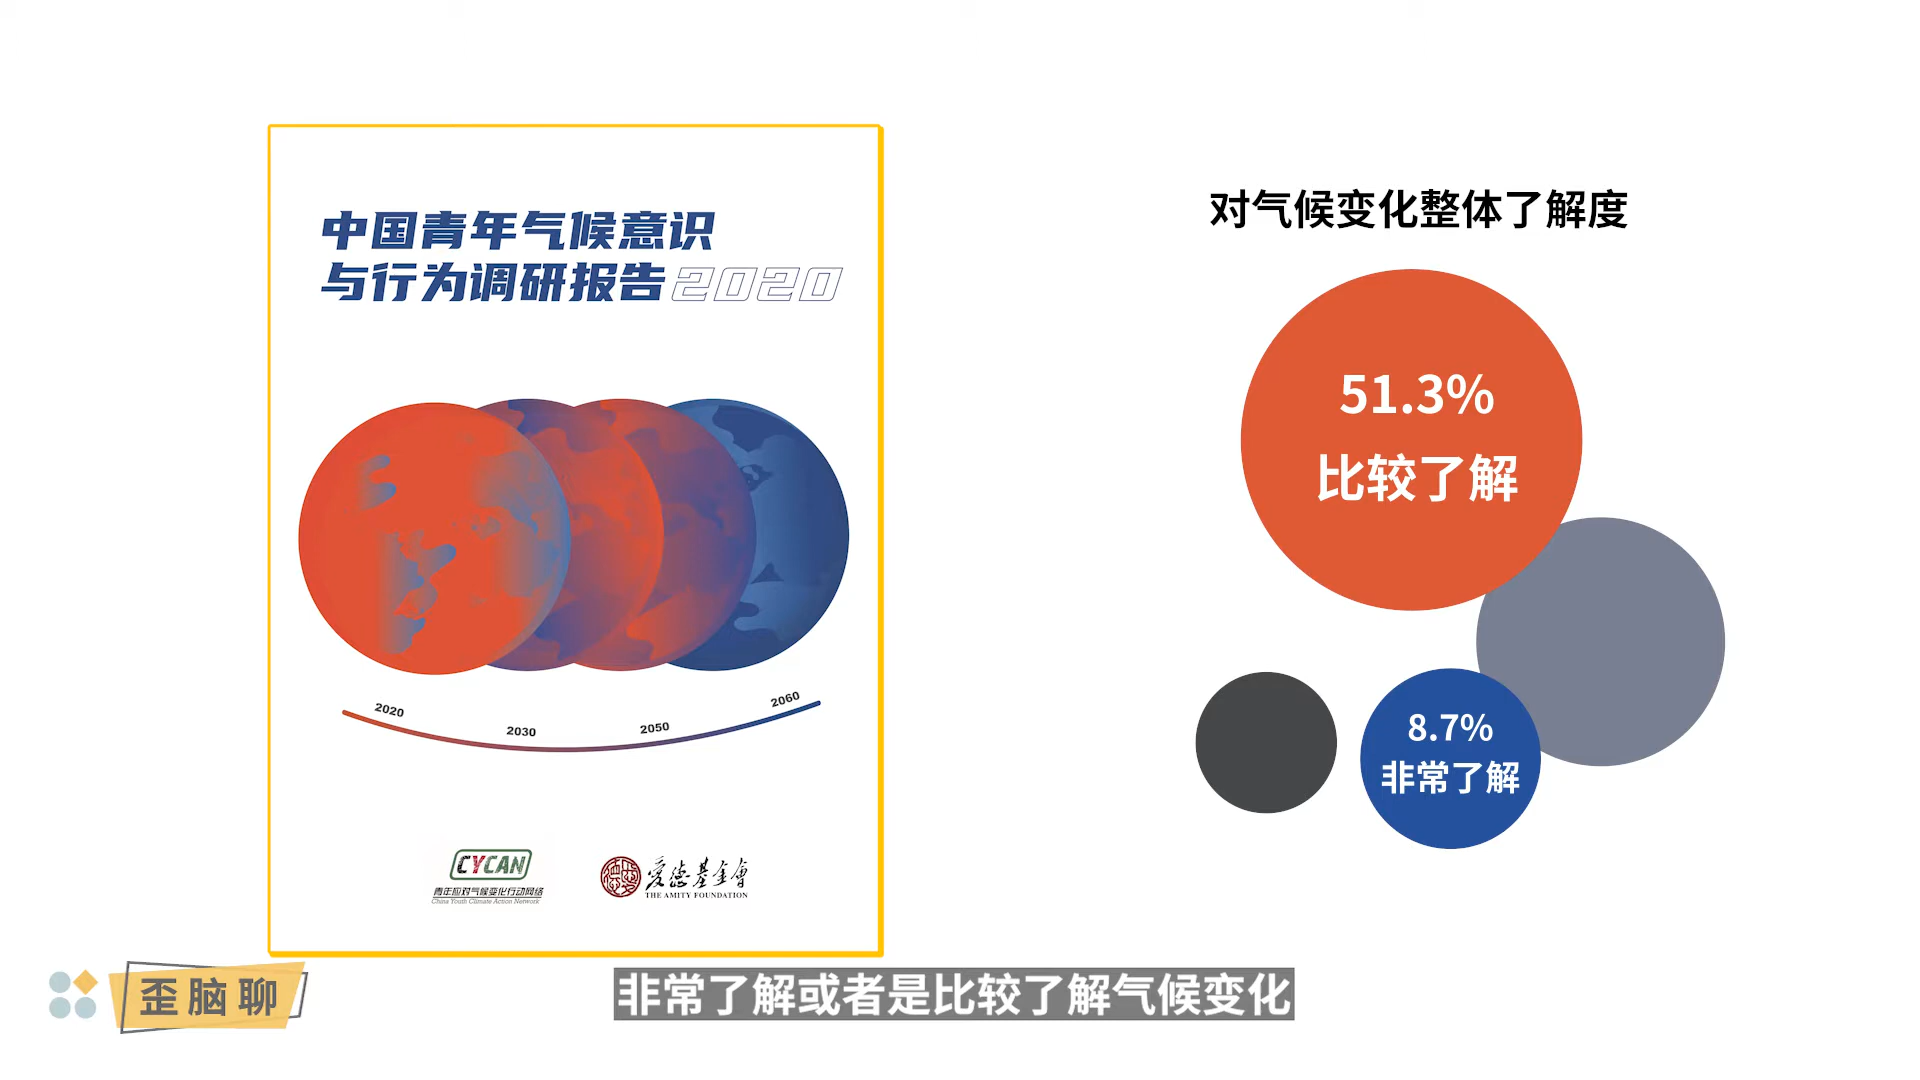 中国青年气候意识
与行为调研报告2020
2020
2030
2050
2060
CYCAN
青年应对气候变化行动网络
China Youth Climate Action Network
爱德基金會
THE AMITY FOUNDATION
对气候变化整体了解度
51.3%
比较了解
8.7%
非常了解
歪脑聊
非常了解或者是比较了解气候变化